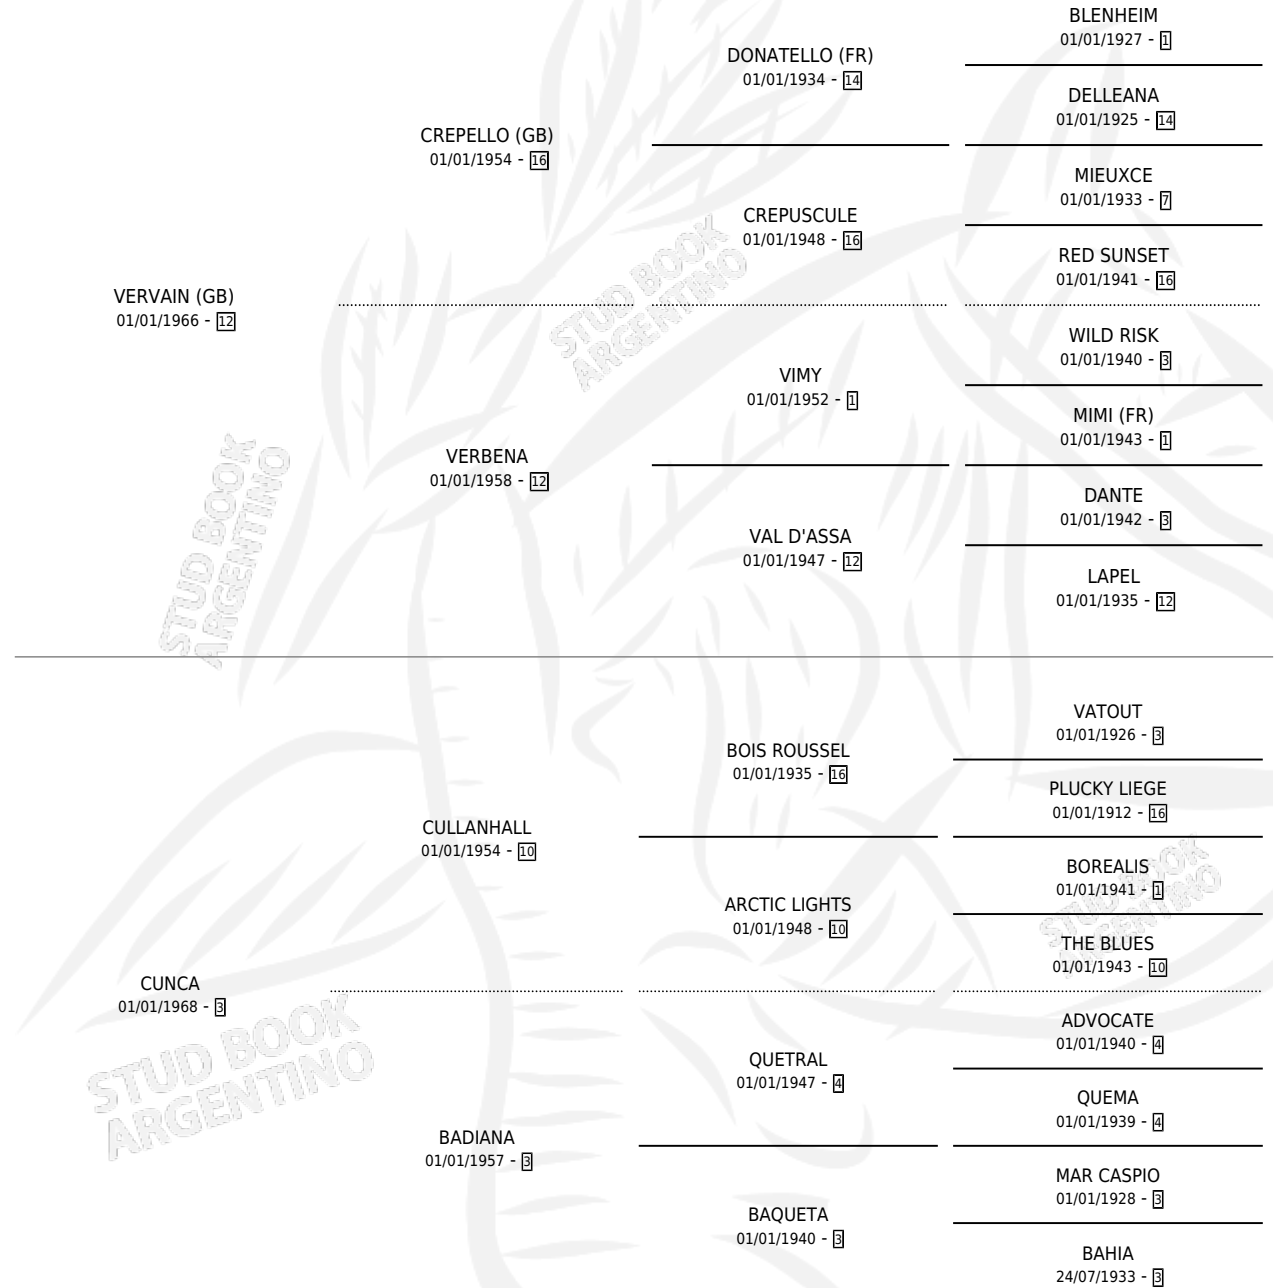 BLENHEIM
01/01/1927 - 1
DONATELLO (FR)
01/01/1934 - 14
DELLEANA
01/01/1925 - 14
CREPELLO (GB)
01/01/1954 - 16
MIEUXCE
01/01/1933 - 7
CREPUSCULE
01/01/1948 - 16
RED SUNSET
01/01/1941 - 16
VERVAIN (GB)
01/01/1966 - 12
STUD BOOK
ARGENTINO
WILD RISK
01/01/1940 - 3
VIMY
01/01/1952 - 1
MIMI (FR)
01/01/1943 - 1
VERBENA
01/01/1958 - 12
DANTE
01/01/1942 - 3
VAL D'ASSA
01/01/1947 - 12
LAPEL
01/01/1935 - 12
STUD BOOK
ARGENTINO
VATOUT
01/01/1926 - 3
BOIS ROUSSEL
01/01/1935 - 16
PLUCKY LIEGE
01/01/1912 - 16
CULLANHALL
01/01/1954 - 10
BOREALIS
01/01/1941 - 1
ARCTIC LIGHTS
01/01/1948 - 10
THE BLUES
01/01/1943 - 10
STUD BOOK
ARGENTINO
CUNCA
01/01/1968 - 3
ADVOCATE
01/01/1940 - 4
QUETRAL
01/01/1947 - 4
QUEMA
01/01/1939 - 4
STUD BOOK
ARGENTINO
BADIANA
01/01/1957 - 3
MAR CASPIO
01/01/1928 - 3
BAQUETA
01/01/1940 - 3
BAHIA
24/07/1933 - 3